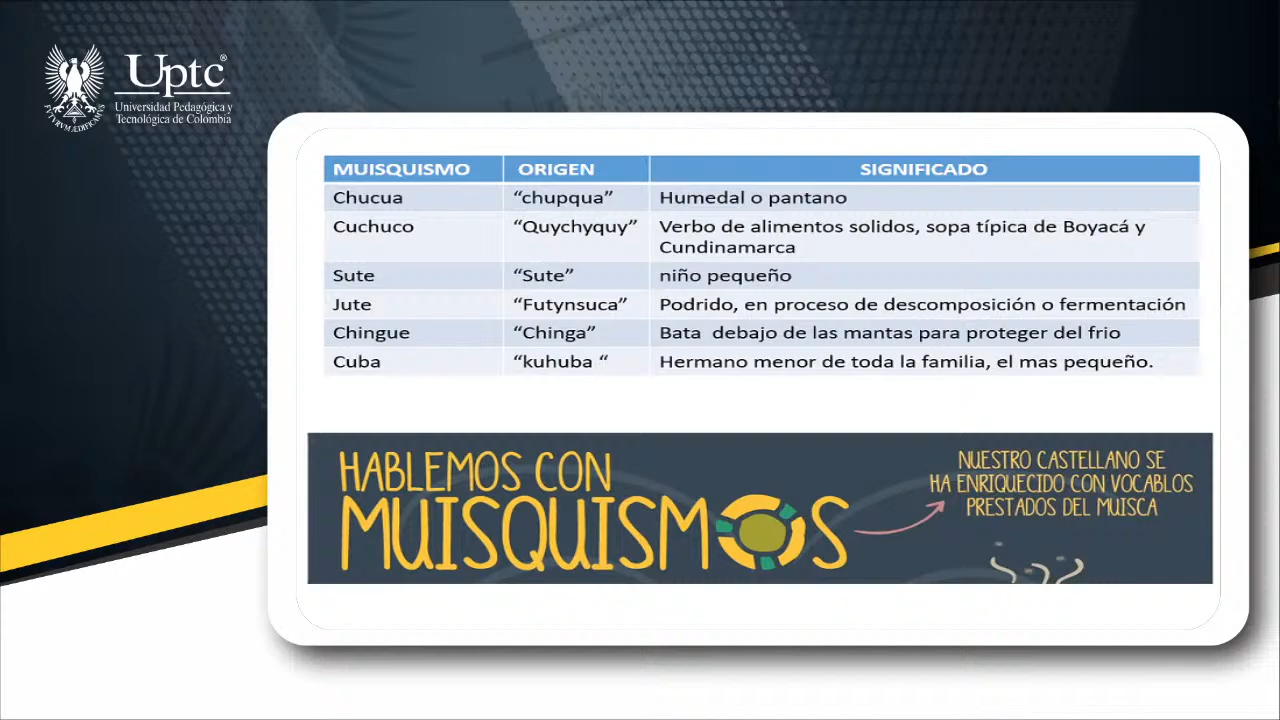 Uptc®
Universidad Pedagógica y
Tecnológica de Colombia
MUISQUISMO ORIGEN SIGNIFICADO
Chucua “chupqua” Humedal o pantano
Cuchuco “Quychyquy” Verbo de alimentos solidos, sopa típica de Boyacá y
Cundinamarca
Sute “Sute” niño pequeño
Jute “Futynsuca” Podrido, en proceso de descomposición o fermentación
Chingue “Chinga” Bata debajo de las mantas para proteger del frio
Cuba “kuhuba “ Hermano menor de toda la familia, el mas pequeño.
HABLEMOS CON
MUISQUISMOS
NUESTRO CASTELLANO SE
HA ENRIQUECIDO CON VOCABLOS
PRESTADOS DEL MUISCA